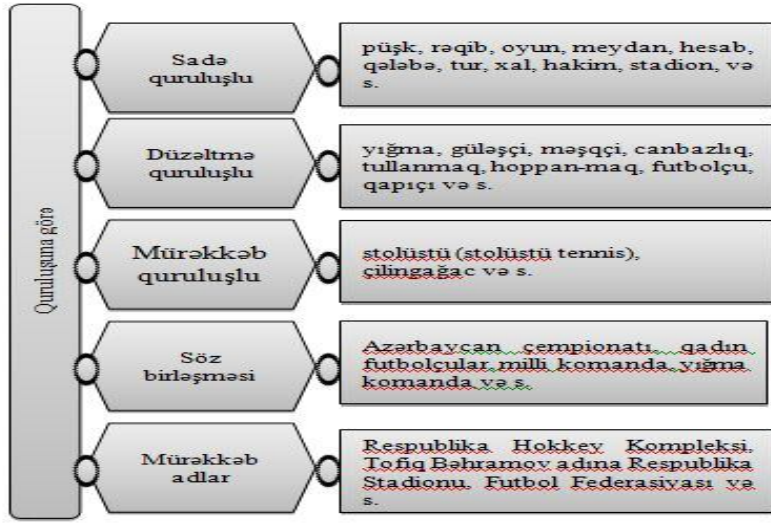 Quruluşuna görə
Sadə
quruluşlu
püşk, rəqib, oyun, meydan, hesab,
qələbə, tur, xal, hakim, stadion, və
s.
Düzəltmə
quruluşlu
yığma, güləşçi, məşqçi, canbazlıq,
tullanmaq, hoppan-maq, futbolçu,
qapıçı və s.
Mürəkkəb
quruluşlu
stolüstü (stolüstü tennis),
çilingağac və s.
Söz
birləşməsi
Azərbaycan çempionatı, qadın
futbolçular milli komanda, yığma
komanda və s.
Mürəkkəb
adlar
Respublika Hokkey Kompleksi,
Tofiq Bəhramov adına Respublika
Stadionu, Futbol Federasiyası və
s.